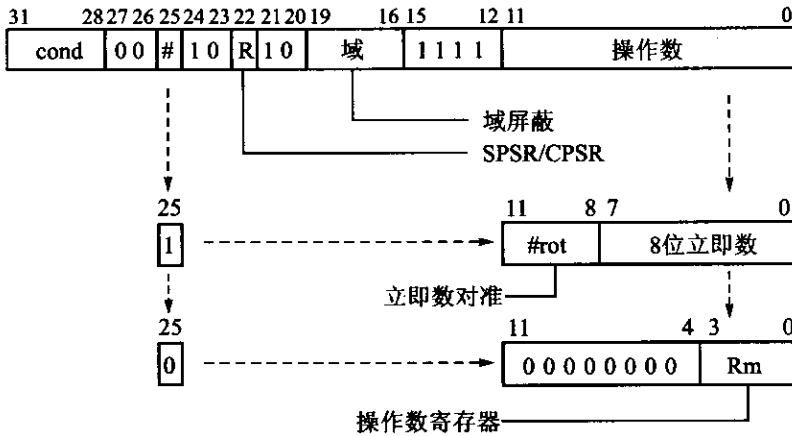 31 28 27 26 25 24 23 22 21 20 19 16 15 12 11 0
cond 0 0 # 1 0 R 1 0 域 1 1 1 1 操作数
域屏蔽
SPSR/CPSR
25 11 8 7 0
1 #rot 8位立即数
立即数对准
25 11 4 3 0
0 0 0 0 0 0 0 0 0 Rm
操作数寄存器